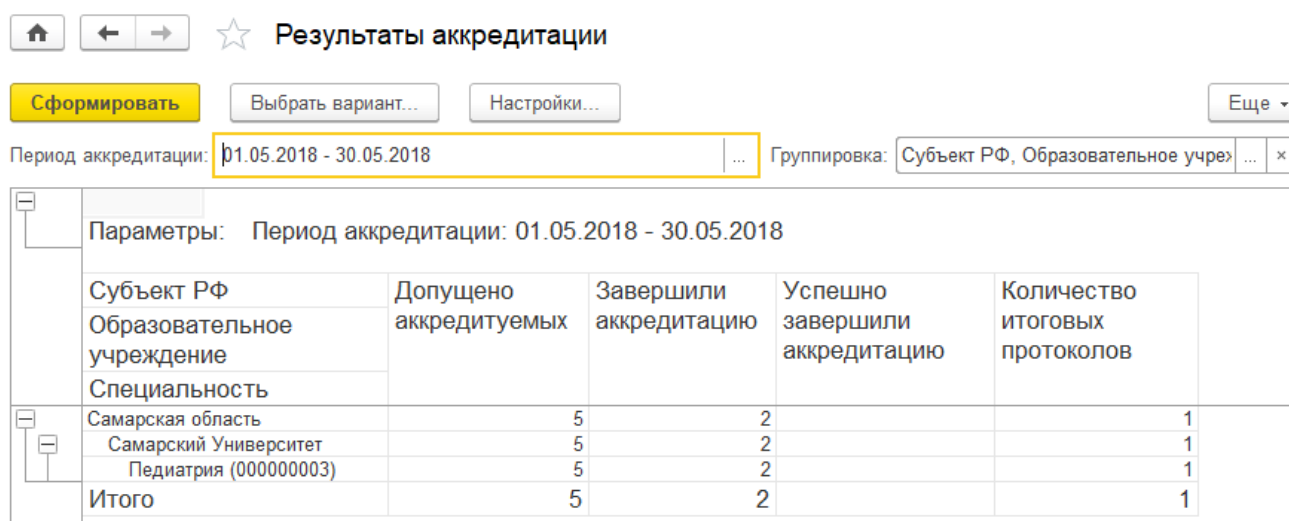 Результаты аккредитации
Сформировать Выбрать вариант... Настройки... Еще
Период аккредитации: 01.05.2018 - 30.05.2018 ... Группировка: Субъект РФ, Образовательное учре ... ×
Параметры: Период аккредитации: 01.05.2018 - 30.05.2018
Субъект РФ
Образовательное учреждение
Специальность
Допущено аккредитуемых
Завершили аккредитацию
Успешно завершили аккредитацию
Количество итоговых протоколов
Самарская область 5 2 1
Самарский Университет 5 2 1
Педиатрия (000000003) 5 2 1
Итого 5 2 1